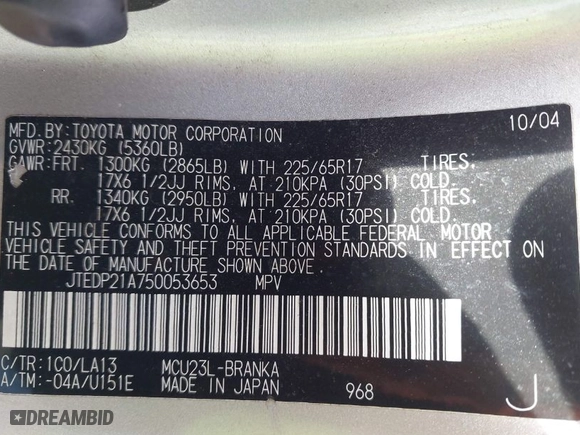 MFD.BY:TOYOTA MOTOR CORPORATION 10/04
GVWR:2430KG (5360LB)
GAWR:FRT. 1300KG (2865LB) WITH 225/65R17 TIRES.
17X6 1/2JJ RIMS, AT 210KPA (30PSI) COLD.
RR. 1340KG (2950LB) WITH 225/65R17 TIRES.
17X6 1/2JJ RIMS, AT 210KPA (30PSI) COLD.
THIS VEHICLE CONFORMS TO ALL APPLICABLE FEDERAL MOTOR
VEHICLE SAFETY AND THEFT PREVENTION STANDARDS IN EFFECT ON
THE DATE OF MANUFACTURE SHOWN ABOVE.
JTEDP21A750053653 MPV
C/TR:1C0/LA13 MCU23L-BRANKA
A/TM:-04A/U151E MADE IN JAPAN 968 J
DREAMBID